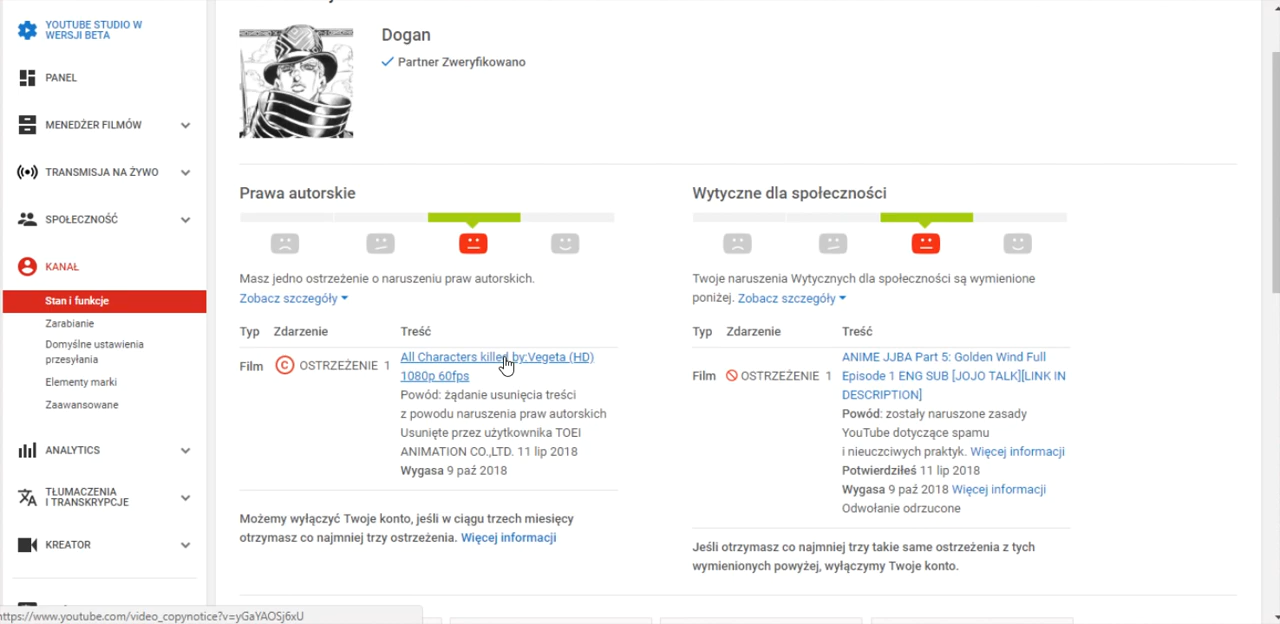 YOUTUBE STUDIO W
WERSJI BETA
PANEL
MENEDŻER FILMÓW
TRANSMISJA NA ŻYWO
SPOŁECZNOŚĆ
KANAŁ
Stan i funkcje
Zarabianie
Domyślne ustawienia
przesyłania
Elementy marki
Zaawansowane
ANALYTICS
TŁUMACZENIA
I TRANSKRYPCJE
KREATOR
Dogan
Partner Zweryfikowano
Prawa autorskie
Masz jedno ostrzeżenie o naruszeniu praw autorskich.
Zobacz szczegóły
Typ Zdarzenie Treść
Film OSTRZEŻENIE 1
All Characters killed by:Vegeta (HD)
1080p 60fps
Powód: żądanie usunięcia treści
z powodu naruszenia praw autorskich
Usunięte przez użytkownika TOEI
ANIMATION CO.,LTD. 11 lip 2018
Wygasa 9 paź 2018
Możemy wyłączyć Twoje konto, jeśli w ciągu trzech miesięcy
otrzymasz co najmniej trzy ostrzeżenia. Więcej informacji
Wytyczne dla społeczności
Twoje naruszenia Wytycznych dla społeczności są wymienione
poniżej. Zobacz szczegóły
Typ Zdarzenie Treść
Film OSTRZEŻENIE 1
ANIME JJBA Part 5: Golden Wind Full
Episode 1 ENG SUB [JOJO TALK][LINK IN
DESCRIPTION]
Powód: zostały naruszone zasady
YouTube dotyczące spamu
i nieuczciwych praktyk. Więcej informacji
Potwierdziłeś 11 lip 2018
Wygasa 9 paź 2018 Więcej informacji
Odwołanie odrzucone
Jeśli otrzymasz co najmniej trzy takie same ostrzeżenia z tych
wymienionych powyżej, wyłączymy Twoje konto.
https://www.youtube.com/video_copynotice?v=yGaYAOSj6xU